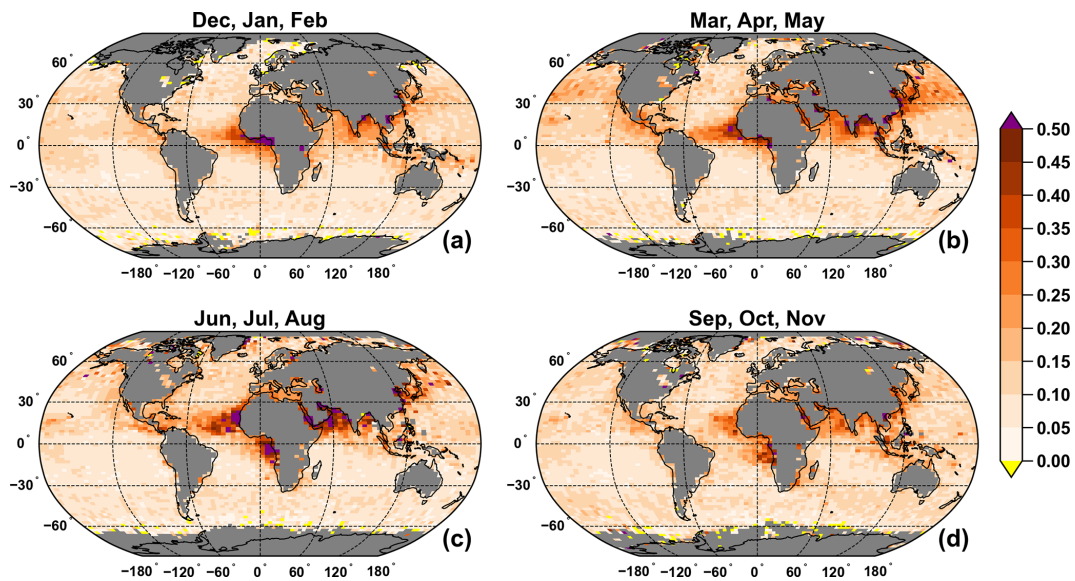 Dec, Jan, Feb
60°
30°
0°
−30°
−60°
(a)
−180° −120° −60° 0° 60° 120° 180°
Mar, Apr, May
60°
30°
0°
−30°
−60°
(b)
−180° −120° −60° 0° 60° 120° 180°
0.50
0.45
0.40
0.35
0.30
0.25
0.20
0.15
0.10
0.05
0.00
Jun, Jul, Aug
60°
30°
0°
−30°
−60°
(c)
−180° −120° −60° 0° 60° 120° 180°
Sep, Oct, Nov
60°
30°
0°
−30°
−60°
(d)
−180° −120° −60° 0° 60° 120° 180°